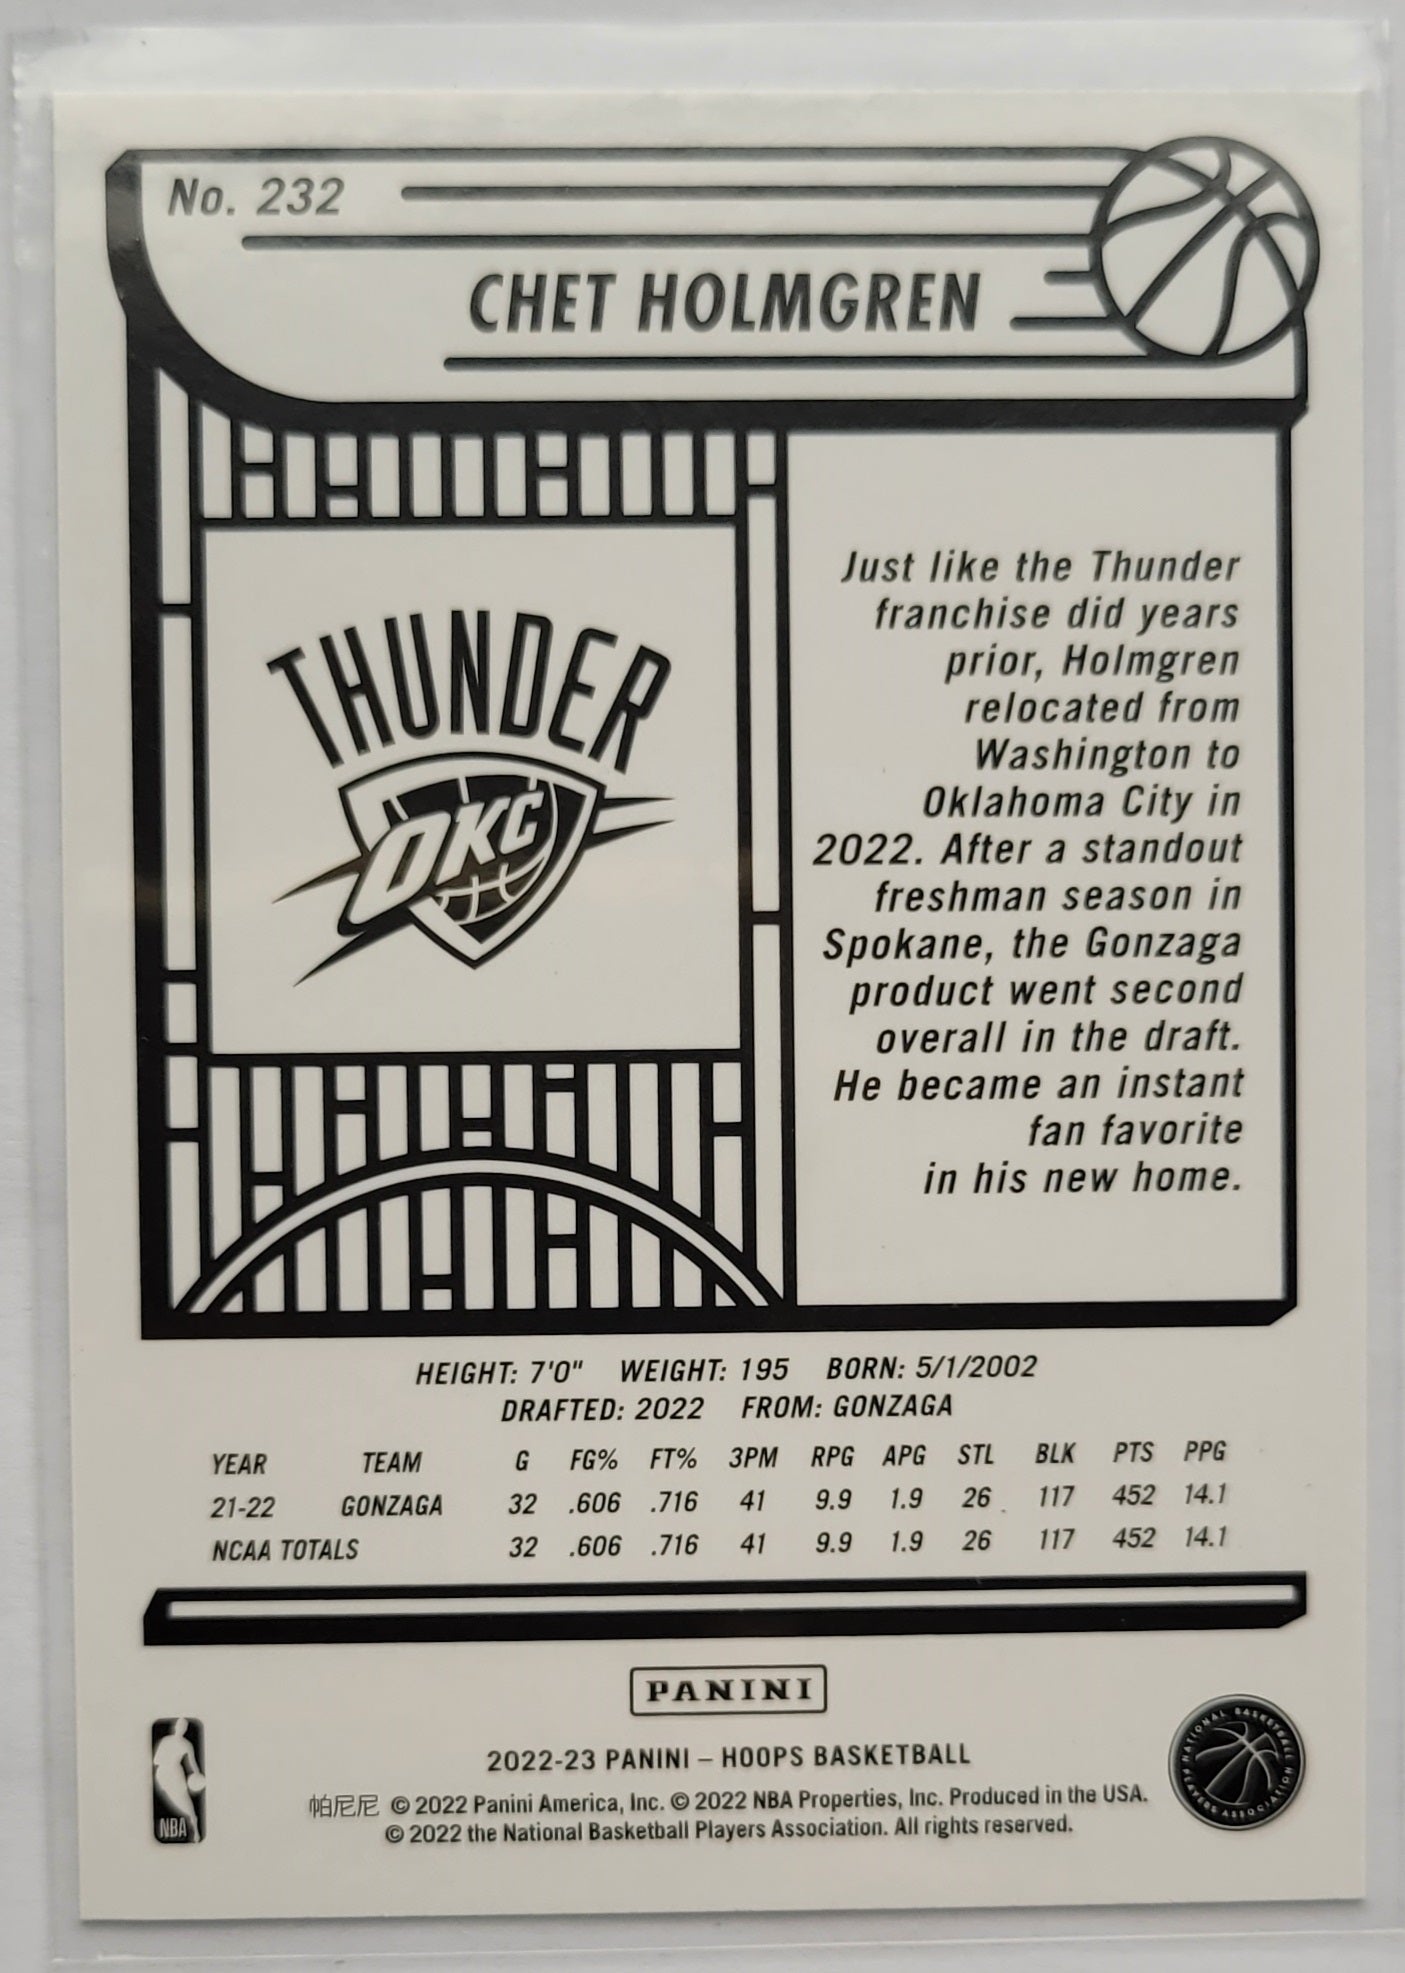 No. 232
CHET HOLMGREN
THUNDER
OKC
Just like the Thunder
franchise did years
prior, Holmgren
relocated from
Washington to
Oklahoma City in
2022. After a standout
freshman season in
Spokane, the Gonzaga
product went second
overall in the draft.
He became an instant
fan favorite
in his new home.
HEIGHT: 7'0" WEIGHT: 195 BORN: 5/1/2002
DRAFTED: 2022 FROM: GONZAGA
YEAR TEAM G FG% FT% 3PM RPG APG STL BLK PTS PPG
21-22 GONZAGA 32 .606 .716 41 9.9 1.9 26 117 452 14.1
NCAA TOTALS 32 .606 .716 41 9.9 1.9 26 117 452 14.1
PANINI
2022-23 PANINI – HOOPS BASKETBALL
帕尼尼 © 2022 Panini America, Inc. © 2022 NBA Properties, Inc. Produced in the USA.
© 2022 the National Basketball Players Association. All rights reserved.
NBA
NATIONAL BASKETBALL PLAYERS ASSOCIATION